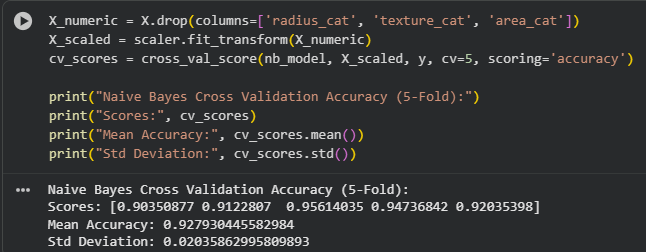 X_numeric = X.drop(columns=['radius_cat', 'texture_cat', 'area_cat'])
X_scaled = scaler.fit_transform(X_numeric)
cv_scores = cross_val_score(nb_model, X_scaled, y, cv=5, scoring='accuracy')

print("Naive Bayes Cross Validation Accuracy (5-Fold):")
print("Scores:", cv_scores)
print("Mean Accuracy:", cv_scores.mean())
print("Std Deviation:", cv_scores.std())

Naive Bayes Cross Validation Accuracy (5-Fold):
Scores: [0.90350877 0.9122807  0.95614035 0.94736842 0.92035398]
Mean Accuracy: 0.927930445582984
Std Deviation: 0.02035862995809893